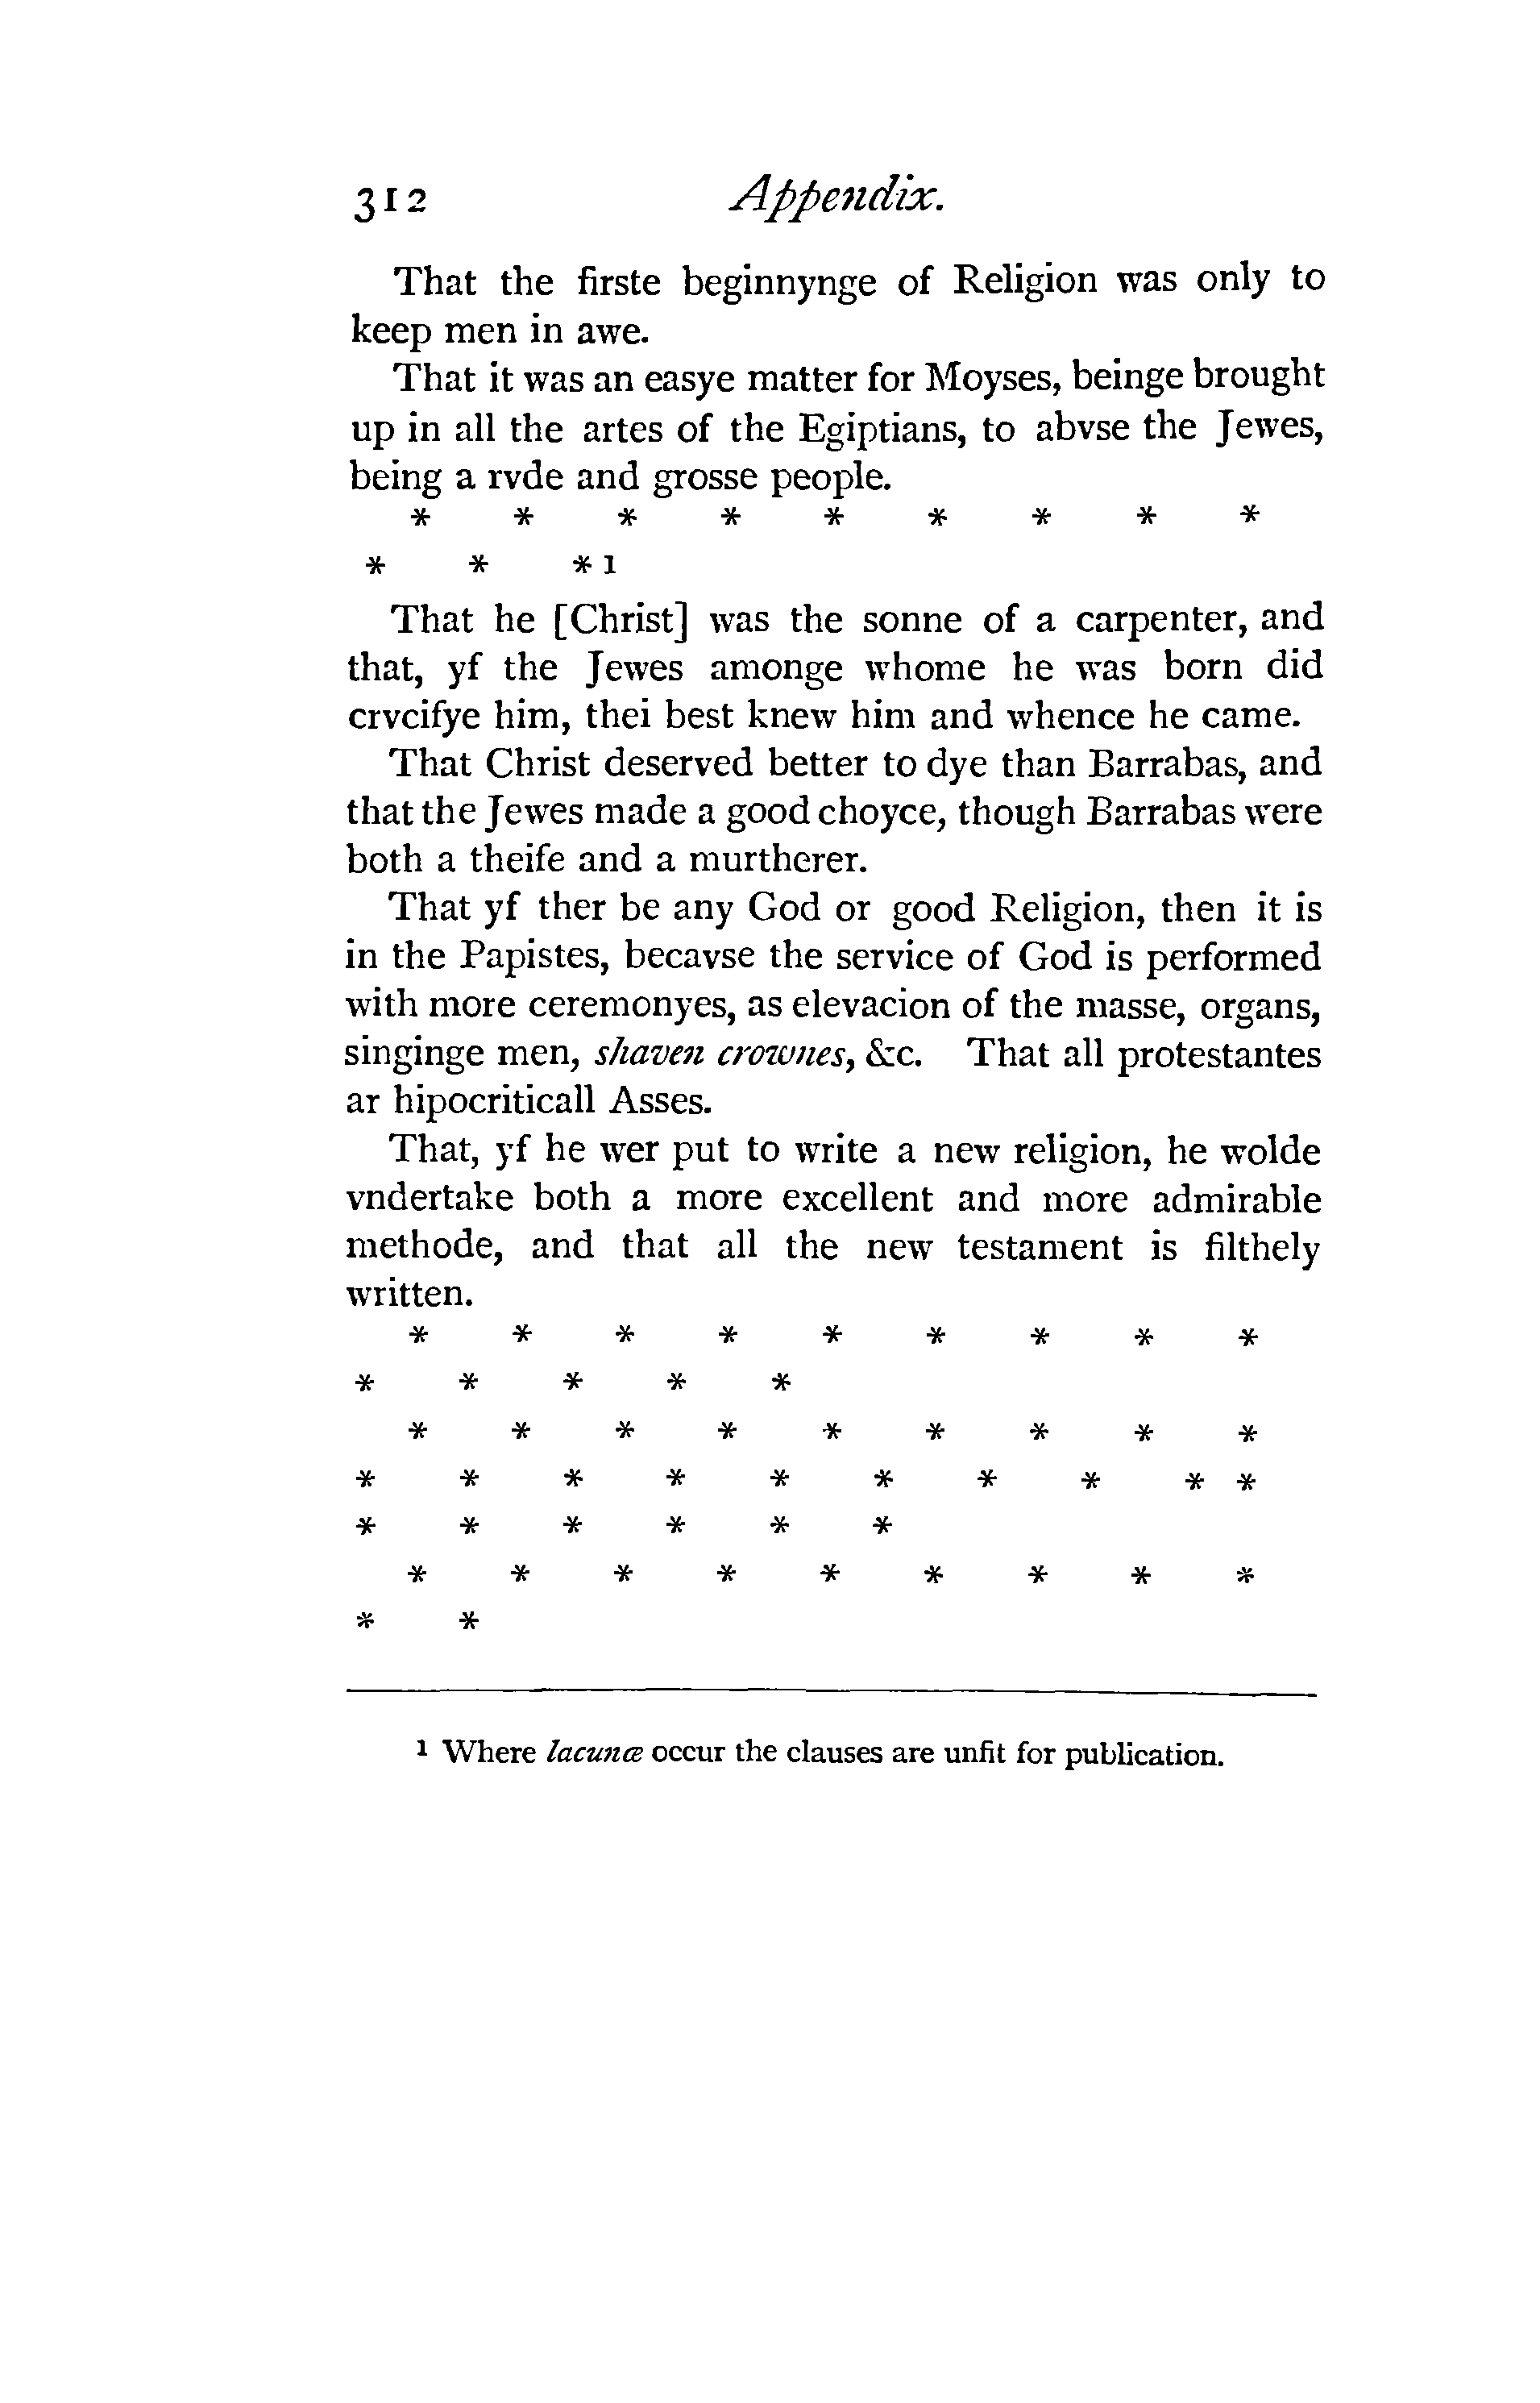 312 Appendix.
That the firste beginnynge of Religion was only to
keep men in awe.
That it was an easye matter for Moyses, beinge brought
up in all the artes of the Egiptians, to abvse the Jewes,
being a rvde and grosse people.
* * * * * * * * *
* * * 1
That he [Christ] was the sonne of a carpenter, and
that, yf the Jewes amonge whome he was born did
crvcifye him, thei best knew him and whence he came.
That Christ deserved better to dye than Barrabas, and
that the Jewes made a good choyce, though Barrabas were
both a theife and a murtherer.
That yf ther be any God or good Religion, then it is
in the Papistes, becavse the service of God is performed
with more ceremonyes, as elevacion of the masse, organs,
singinge men, shaven crownes, &c. That all protestantes
ar hipocriticall Asses.
That, yf he wer put to write a new religion, he wolde
vndertake both a more excellent and more admirable
methode, and that all the new testament is filthely
written.
* * * * * * * * *
* * * * *
* * * * * * * * *
* * * * * * * * * *
* * * * * *
* * * * * * * * *
* *
1 Where lacunæ occur the clauses are unfit for publication.